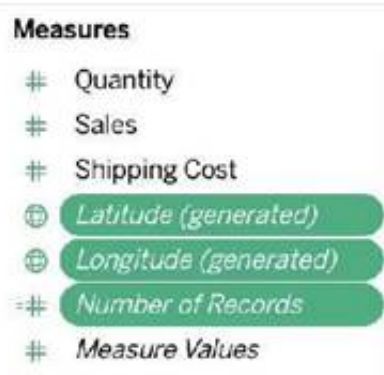 Measures
Quantity
Sales
Shipping Cost
Latitude (generated)
Longitude (generated)
=# Number of Records
Measure Values